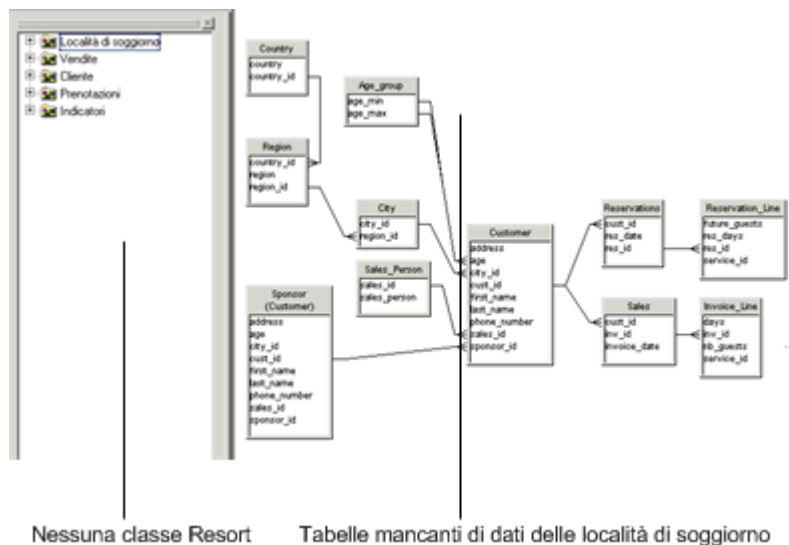 Località di soggiorno
Vendite
Cliente
Prenotazioni
Indicatori
Country
country
country_id
Age_group
age_min
age_max
Region
country_id
region
region_id
City
city_id
region_id
Sales_Person
sales_id
sales_person
Sponsor
(Customer)
address
age
city_id
cust_id
first_name
last_name
phone_number
sales_id
sponsor_id
Customer
address
age
city_id
cust_id
first_name
last_name
phone_number
sales_id
sponsor_id
Reservations
cust_id
res_date
res_id
Reservation_Line
future_guests
res_days
res_id
service_id
Sales
cust_id
inv_id
invoice_date
Invoice_Line
days
inv_id
nb_guests
service_id
Nessuna classe Resort
Tabelle mancanti di dati delle località di soggiorno